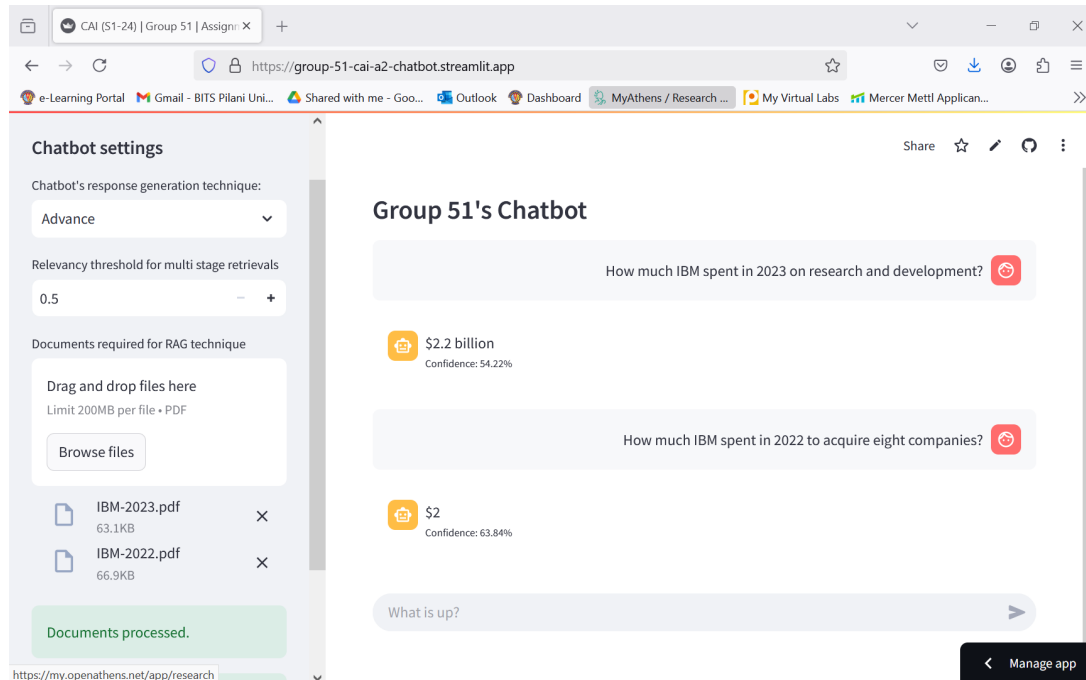 CAI (S1-24) | Group 51 | Assignn
https://group-51-cai-a2-chatbot.streamlit.app
e-Learning Portal
Gmail - BITS Pilani Uni...
Shared with me - Goo...
Outlook
Dashboard
MyAthens / Research ...
My Virtual Labs
Mercer Mettl Applican...
Chatbot settings
Chatbot's response generation technique:
Advance
Relevancy threshold for multi stage retrievals
0.5
Documents required for RAG technique
Drag and drop files here
Limit 200MB per file • PDF
Browse files
IBM-2023.pdf
63.1KB
IBM-2022.pdf
66.9KB
Documents processed.
https://my.openathens.net/app/research
Share
Group 51's Chatbot
How much IBM spent in 2023 on research and development?
$2.2 billion
Confidence: 54.22%
How much IBM spent in 2022 to acquire eight companies?
$2
Confidence: 63.84%
What is up?
Manage app